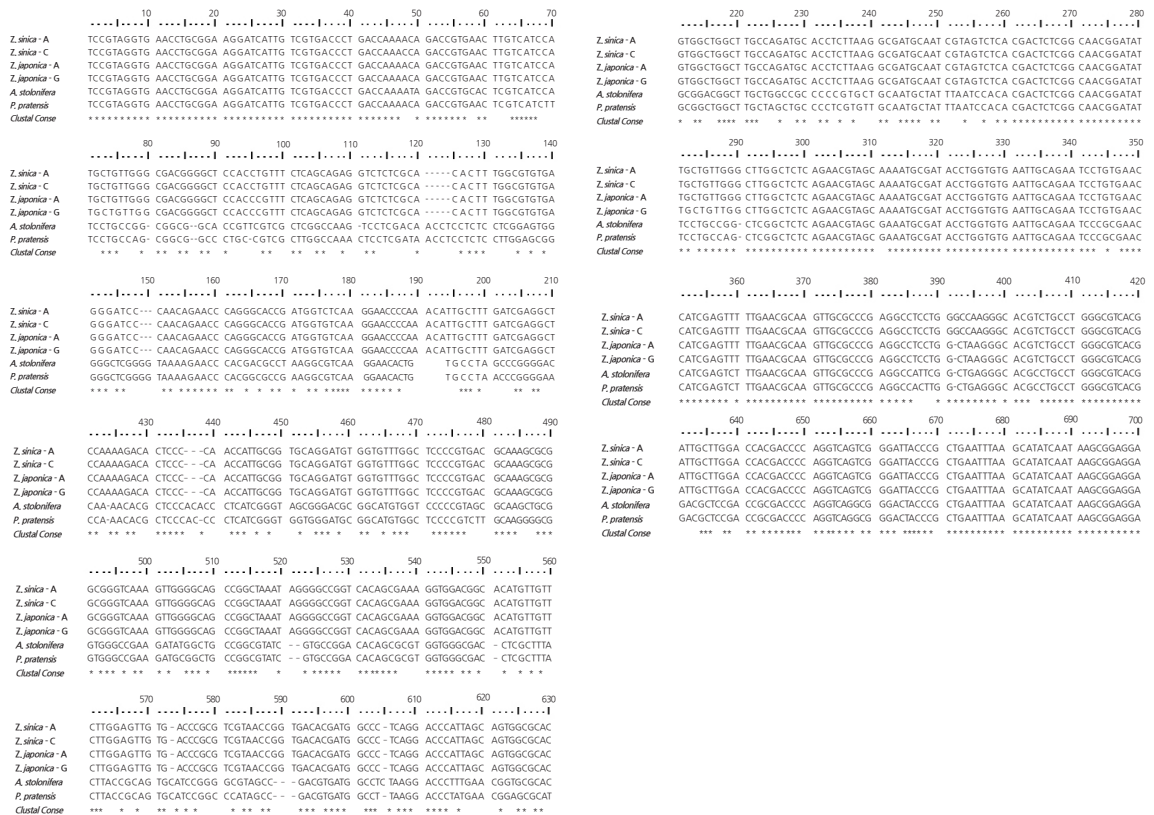 10 20 30 40 50 60 70
Z. sinica - A TCCGTAGGTG AACCTGCGGA AGGATCATTG TCGTGACCCT GACCAAAACA GACCGTGAAC TTGTCATCCA
Z. sinica - C TCCGTAGGTG AACCTGCGGA AGGATCATTG TCGTGACCCT GACCAAAACA GACCGTGAAC TTGTCATCCA
Z. japonica - A TCCGTAGGTG AACCTGCGGA AGGATCATTG TCGTGACCCT GACCAAAACA GACCGTGAAC TTGTCATCCA
Z. japonica - G TCCGTAGGTG AACCTGCGGA AGGATCATTG TCGTGACCCT GACCAAAACA GACCGTGAAC TTGTCATCCA
A. stolonifera TCCGTAGGTG AACCTGCGGA AGGATCATTG TCGTGACCCT GACCAAAATA GACCGTGCAC TCGTCATCCA
P. pratensis TCCGTAGGTG AACCTGCGGA AGGATCATTG TCGTGACCCT GACCAAAACA GACCGTGAAC TCGTCATCTT
Clustal Conse
80 90 100 110 120 130 140
Z. sinica - A TGCTGTTGGG CGACGGGGCT CCACCTGTTT CTCAGCAGAG GTCTCTCGCA -----CACTT TGGCGTGTGA
Z. sinica - C TGCTGTTGGG CGACGGGGCT CCACCTGTTT CTCAGCAGAG GTCTCTCGCA -----CACTT TGGCGTGTGA
Z. japonica - A TGCTGTTGGG CGACGGGGCT CCACCCGTTT CTCAGCAGAG GTCTCTCGCA -----CACTT TGGCGTGTGA
Z. japonica - G TGCTGTTGG CGACGGGGCT CCACCCGTTT CTCAGCAGAG GTCTCTCGCA -----CACTT TGGCGTGTGA
A. stolonifera TCCTGCCGG- CGGCG--GCA CCGTTCGTCG CTCGGCCAAG -TCCTCGACA ACCTCCTCTC CTCGGAGTGG
P. pratensis TCCTGCCAG- CGGCG--GCC CTGC-CGTCG CTTGGCCAAA CTCCTCGATA ACCTCCTCTC CTTGGAGCGG
Clustal Conse
150 160 170 180 190 200 210
Z. sinica - A GGGATCC--- CAACAGAACC CAGGGCACCG ATGGTCTCAA GGAACCCCAA ACATTGCTTT GATCGAGGCT
Z. sinica - C GGGATCC--- CAACAGAACC CAGGGCACCG ATGGTGTCAA GGAACCCCAA ACATTGCTTT GATCGAGGCT
Z. japonica - A GGGATCC--- CAACAGAACC CAGGGCACCG ATGGTGTCAA GGAACCCCAA ACATTGCTTT GATCGAGGCT
Z. japonica - G GGGATCC--- CAACAGAACC CAGGGCACCG ATGGTGTCAA GGAACCCCAA ACATTGCTTT GATCGAGGCT
A. stolonifera GGGCTCGGGG TAAAAGAACC CACGACGCCT AAGGCGTCAA GGAACACTG TGCCTA GCCCGGGGAC
P. pratensis GGGCTCGGGG TAAAAGAACC CACGGCGCCG AAGGCGTCAA GGAACACTG TGCCTA ACCCGGGGAA
Clustal Conse
430 440 450 460 470 480 490
Z. sinica - A CCAAAAGACA CTCCC---CA ACCATTGCGG TGCAGGATGT GGTGTTTGGC TCCCCGTGAC GCAAAGCGCG
Z. sinica - C CCAAAAGACA CTCCC---CA ACCATTGCGG TGCAGGATGT GGTGTTTGGC TCCCCGTGAC GCAAAGCGCG
Z. japonica - A CCAAAAGACA CTCCC---CA ACCATTGCGG TGCAGGATGT GGTGTTTGGC TCCCCGTGAC GCAAAGCGCG
Z. japonica - G CCAAAAGACA CTCCC---CA ACCATTGCGG TGCAGGATGT GGTGTTTGGC TCCCCGTGAC GCAAAGCGCG
A. stolonifera CAA-AACACG CTCCCACACC CTCATCGGGT AGCGGGACGC GGCATGTGGT CCCCCGTAGC GCAAGCTGCG
P. pratensis CCA-AACACG CTCCCAC-CC CTCATCGGGT GGTGGGATGC GGCATGTGGC TCCCCGTCTT GCAAGGGGCG
Clustal Conse
500 510 520 530 540 550 560
Z. sinica - A GCGGGTCAAA GTTGGGGCAG CCGGCTAAAT AGGGGCCGGT CACAGCGAAA GGTGGACGGC ACATGTTGTT
Z. sinica - C GCGGGTCAAA GTTGGGGCAG CCGGCTAAAT AGGGGCCGGT CACAGCGAAA GGTGGACGGC ACATGTTGTT
Z. japonica - A GCGGGTCAAA GTTGGGGCAG CCGGCTAAAT AGGGGCCGGT CACAGCGAAA GGTGGACGGC ACATGTTGTT
Z. japonica - G GCGGGTCAAA GTTGGGGCAG CCGGCTAAAT AGGGGCCGGT CACAGCGAAA GGTGGACGGC ACATGTTGTT
A. stolonifera GTGGGCCGAA GATATGGCTG CCGGCGTATC --GTGCCGGA CACAGCGCGT GGTGGGCGAC -CTCGCTTTA
P. pratensis GTGGGCCGAA GATGCGGCTG CCGGCGTATC --GTGCCGGA CACAGCGCGT GGTGGGCGAC -CTCGCTTTA
Clustal Conse
570 580 590 600 610 620 630
Z. sinica - A CTTGGAGTTG TG-ACCCGCG TCGTAACCGG TGACACGATG GCCC-TCAGG ACCCATTAGC AGTGGCGCAC
Z. sinica - C CTTGGAGTTG TG-ACCCGCG TCGTAACCGG TGACACGATG GCCC-TCAGG ACCCATTAGC AGTGGCGCAC
Z. japonica - A CTTGGAGTTG TG-ACCCGCG TCGTAACCGG TGACACGATG GCCC-TCAGG ACCCATTAGC AGTGGCGCAC
Z. japonica - G CTTGGAGTTG TG-ACCCGCG TCGTAACCGG TGACACGATG GCCC-TCAGG ACCCATTAGC AGTGGCGCAC
A. stolonifera CTTACCGCAG TGCATCCGGG GCGTAGCC-- -GACGTGATG GCCTC TAAGG ACCCTTTGAA CGGTGCGCAC
P. pratensis CTTACCGCAG TGCATCCGGC CCATAGCC-- -GACGTGATG GCCT-TAAGG ACCCTATGAA CGGAGCGCAT
Clustal Conse
220 230 240 250 260 270 280
Z. sinica - A GTGGCTGGCT TGCCAGATGC ACCTCTTAAG GCGATGCAAT CGTAGTCTCA CGACTCTCGG CAACGGATAT
Z. sinica - C GTGGCTGGCT TGCCAGATGC ACCTCTTAAG GCGATGCAAT CGTAGTCTCA CGACTCTCGG CAACGGATAT
Z. japonica - A GTGGCTGGCT TGCCAGATGC ACCTCTTAAG GCGATGCAAT CGTAGTCTCA CGACTCTCGG CAACGGATAT
Z. japonica - G GTGGCTGGCT TGCCAGATGC ACCTCTTAAG GCGATGCAAT CGTAGTCTCA CGACTCTCGG CAACGGATAT
A. stolonifera GCGGACGGCT TGCTGGCCGC CCCCGTGCT GCAATGCTAT TTAATCCACA CGACTCTCGG CAACGGATAT
P. pratensis GCGGCTGGCT TGCTAGCTGC CCCTCGTGTT GCAATGCTAT TTAATCCACA CGACTCTCGG CAACGGATAT
Clustal Conse
290 300 310 320 330 340 350
Z. sinica - A TGCTGTTGGG CTTGGCTCTC AGAACGTAGC AAAATGCGAT ACCTGGTGTG AATTGCAGAA TCCTGTGAAC
Z. sinica - C TGCTGTTGGG CTTGGCTCTC AGAACGTAGC AAAATGCGAT ACCTGGTGTG AATTGCAGAA TCCTGTGAAC
Z. japonica - A TGCTGTTGGG CTTGGCTCTC AGAACGTAGC AAAATGCGAT ACCTGGTGTG AATTGCAGAA TCCTGTGAAC
Z. japonica - G TGCTGTTGG CTTGGCTCTC AGAACGTAGC AAAATGCGAT ACCTGGTGTG AATTGCAGAA TCCTGTGAAC
A. stolonifera TCCTGCCGG- CTCGGCTCTC AGAACGTAGC GAAATGCGAT ACCTGGTGTG AATTGCAGAA TCCCGTGAAC
P. pratensis TCCTGCCAG- CTCGGCTCTC AGAACGTAGC GAAATGCGAT ACCTGGTGTG AATTGCAGAA TCCCGCGAAC
Clustal Conse
360 370 380 390 400 410 420
Z. sinica - A CATCGAGTTT TTGAACGCAA GTTGCGCCCG AGGCCTCCTG GGCCAAGGGC ACGTCTGCCT GGGCGTCACG
Z. sinica - C CATCGAGTTT TTGAACGCAA GTTGCGCCCG AGGCCTCCTG GGCCAAGGGC ACGTCTGCCT GGGCGTCACG
Z. japonica - A CATCGAGTTT TTGAACGCAA GTTGCGCCCG AGGCCTCCTG G-CTAAGGGC ACGTCTGCCT GGGCGTCACG
Z. japonica - G CATCGAGTTT TTGAACGCAA GTTGCGCCCG AGGCCTCCTG G-CTAAGGGC ACGTCTGCCT GGGCGTCACG
A. stolonifera CATCGAGTCT TTGAACGCAA GTTGCGCCCG AGGCCATTCG G-CTGAGGGC ACGCCTGCCT GGGCGTCACG
P. pratensis CATCGAGTTT TTGAACGCAA GTTGCGCCCG AGGCCACTTG G-CTGAGGGC ACGCCTGCCT GGGCGTCACG
Clustal Conse
640 650 660 670 680 690 700
Z. sinica - A ATTGCTTGGA CCACGACCCC AGGTCAGTCG GGATTACCCG CTGAATTTAA GCATATCAAT AAGCGGAGGA
Z. sinica - C ATTGCTTGGA CCACGACCCC AGGTCAGTCG GGATTACCCG CTGAATTTAA GCATATCAAT AAGCGGAGGA
Z. japonica - A ATTGCTTGGA CCACGACCCC AGGTCAGTCG GGATTACCCG CTGAATTTAA GCATATCAAT AAGCGGAGGA
Z. japonica - G ATTGCTTGGA CCACGACCCC AGGTCAGTCG GGATTACCCG CTGAATTTAA GCATATCAAT AAGCGGAGGA
A. stolonifera GACGCTCCGA CCGCGACCCC AGGTCAGTCG GGACTACCCG CTGAATTTAA GCATATCAAT AAGCGGAGGA
P. pratensis GACGCTCCGA CCGCGACCCC AGGTCAGGCG GGACTACCCG CTGAATTTAA GCATATCAAT AAGCGGAGGA
Clustal Conse